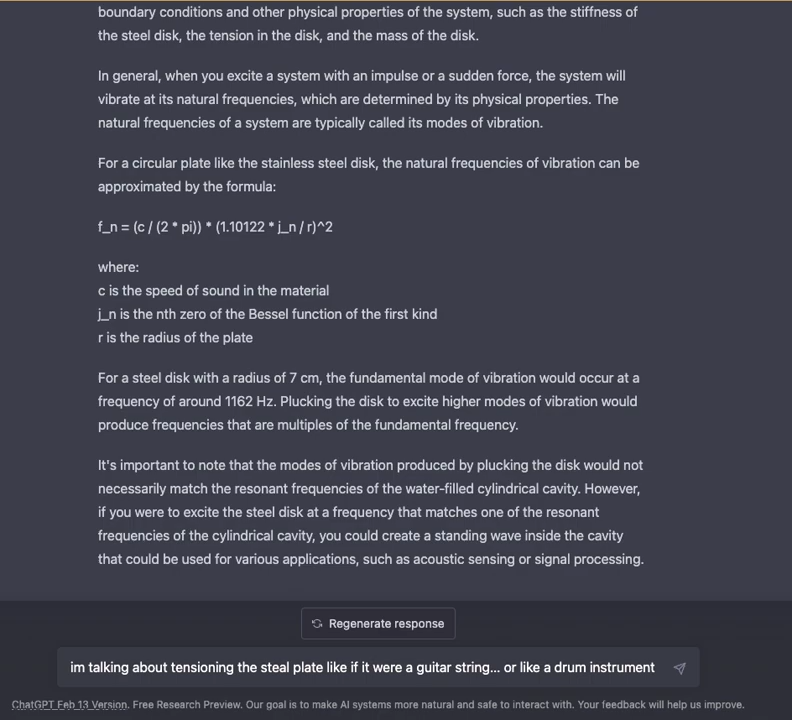 boundary conditions and other physical properties of the system, such as the stiffness of
the steel disk, the tension in the disk, and the mass of the disk.
In general, when you excite a system with an impulse or a sudden force, the system will
vibrate at its natural frequencies, which are determined by its physical properties. The
natural frequencies of a system are typically called its modes of vibration.
For a circular plate like the stainless steel disk, the natural frequencies of vibration can be
approximated by the formula:
f_n = (c / (2 * pi)) * (1.10122 * j_n / r)^2
where:
c is the speed of sound in the material
j_n is the nth zero of the Bessel function of the first kind
r is the radius of the plate
For a steel disk with a radius of 7 cm, the fundamental mode of vibration would occur at a
frequency of around 1162 Hz. Plucking the disk to excite higher modes of vibration would
produce frequencies that are multiples of the fundamental frequency.
It's important to note that the modes of vibration produced by plucking the disk would not
necessarily match the resonant frequencies of the water-filled cylindrical cavity. However,
if you were to excite the steel disk at a frequency that matches one of the resonant
frequencies of the cylindrical cavity, you could create a standing wave inside the cavity
that could be used for various applications, such as acoustic sensing or signal processing.
Regenerate response
im talking about tensioning the steal plate like if it were a guitar string... or like a drum instrument
ChatGPT Feb 13 Version. Free Research Preview. Our goal is to make AI systems more natural and safe to interact with. Your feedback will help us improve.